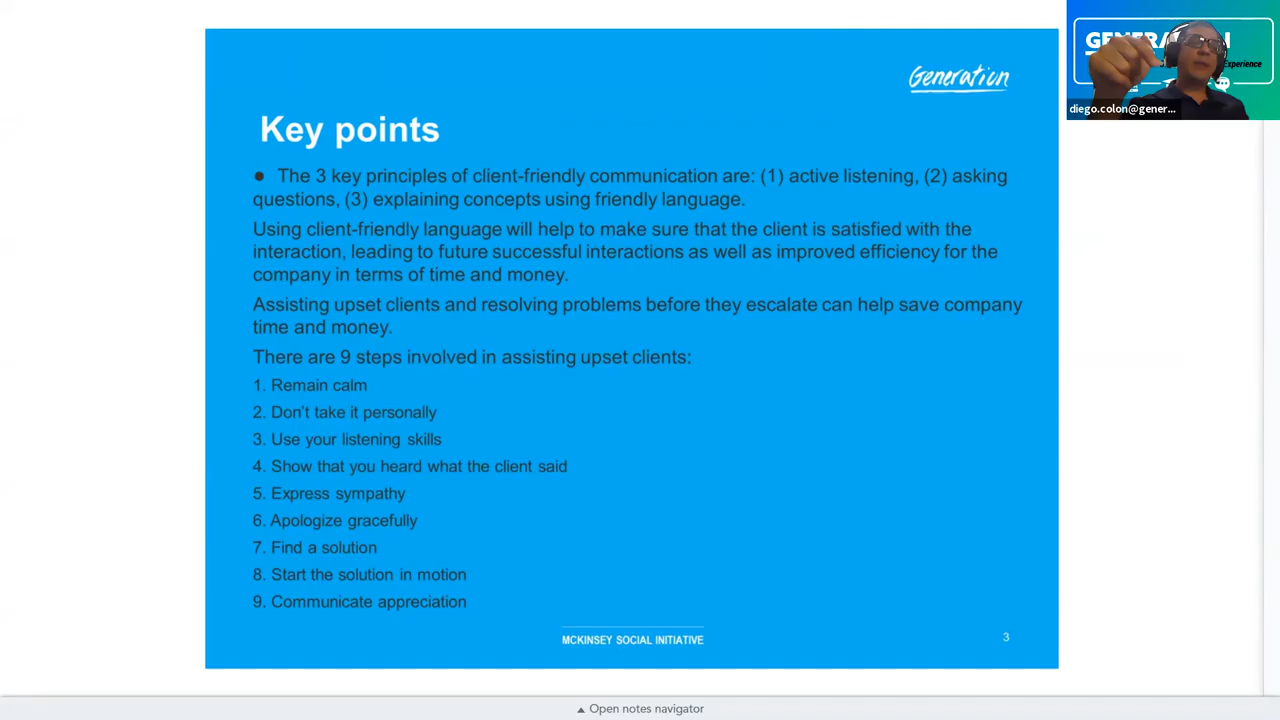 Generation
Key points
● The 3 key principles of client-friendly communication are: (1) active listening, (2) asking
questions, (3) explaining concepts using friendly language.
Using client-friendly language will help to make sure that the client is satisfied with the
interaction, leading to future successful interactions as well as improved efficiency for the
company in terms of time and money.
Assisting upset clients and resolving problems before they escalate can help save company
time and money.
There are 9 steps involved in assisting upset clients:
1. Remain calm
2. Don't take it personally
3. Use your listening skills
4. Show that you heard what the client said
5. Express sympathy
6. Apologize gracefully
7. Find a solution
8. Start the solution in motion
9. Communicate appreciation
MCKINSEY SOCIAL INITIATIVE
3
Experience
diego.colon@gener...
▲ Open notes navigator